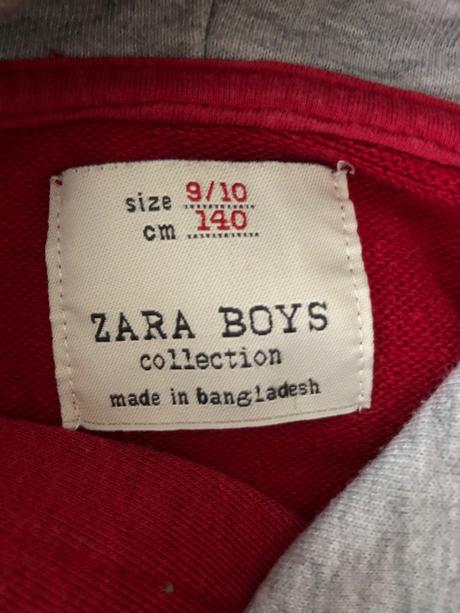 size 9/10
cm 140
ZARA BOYS
collection
made in bangladesh